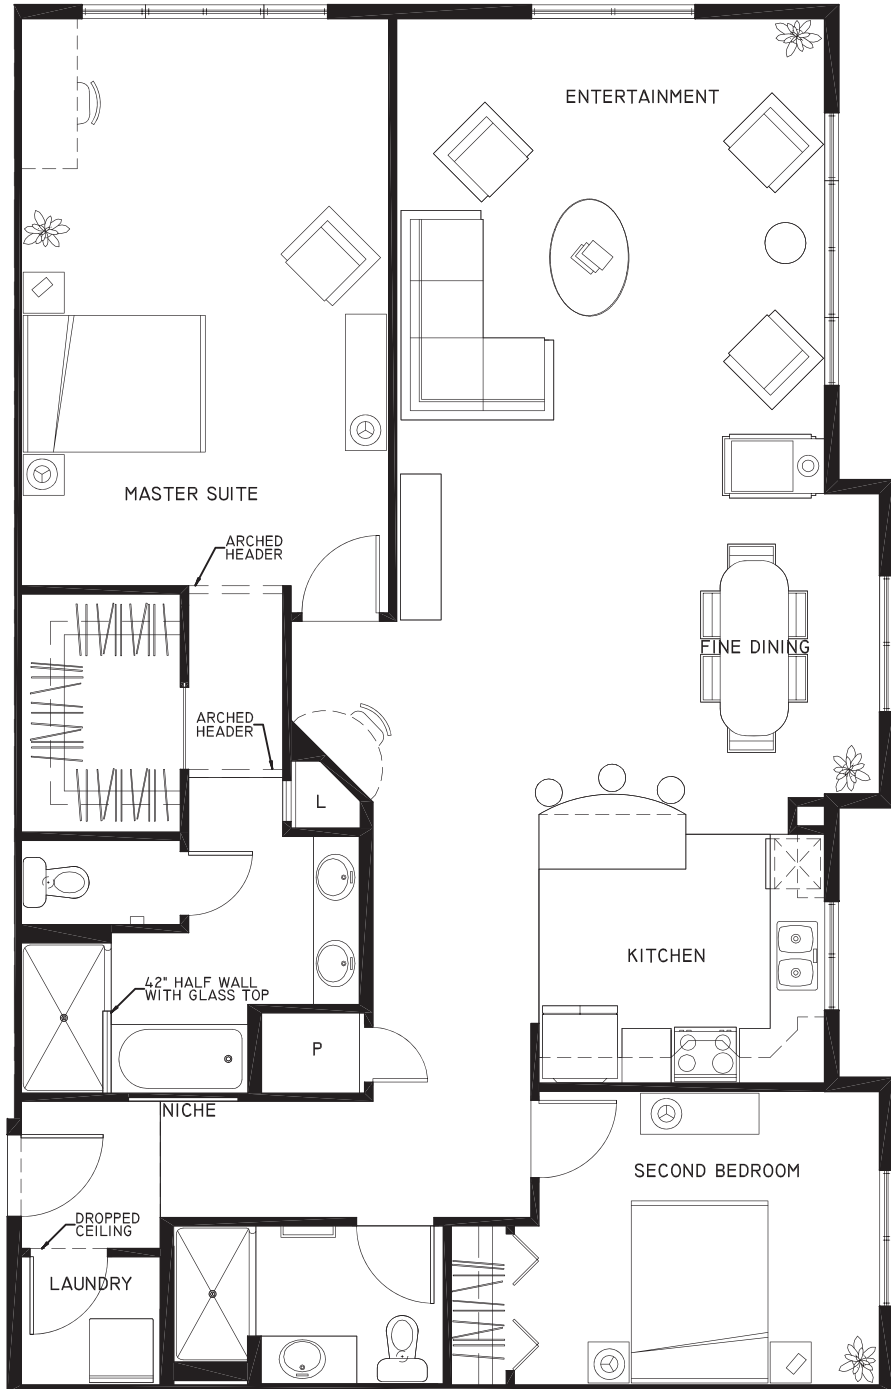 ENTERTAINMENT
MASTER SUITE
ARCHED
HEADER
FINE DINING
ARCHED
HEADER
L
KITCHEN
42" HALF WALL
WITH GLASS TOP
P
NICHE
SECOND BEDROOM
DROPPED
CEILING
LAUNDRY